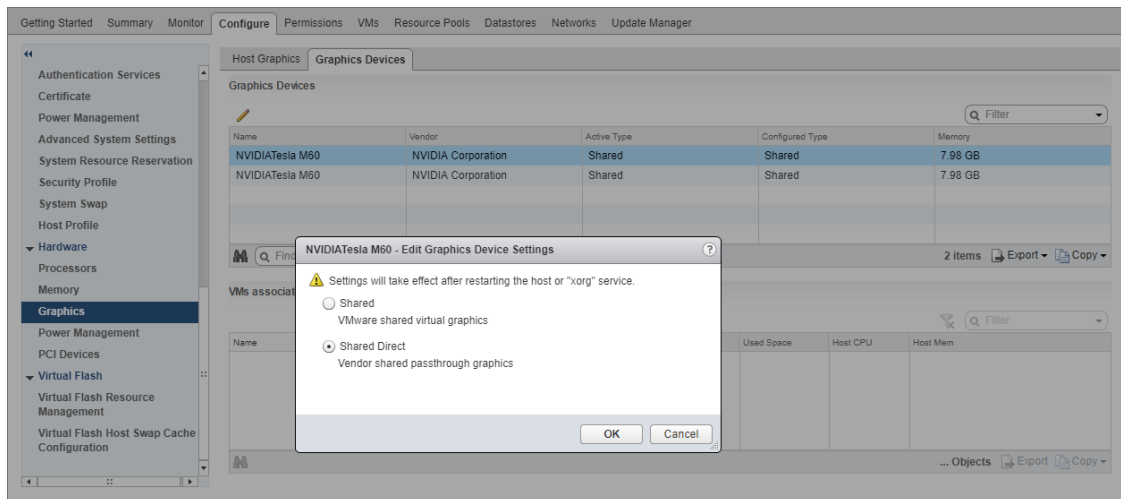 Getting Started Summary Monitor Configure Permissions VMs Resource Pools Datastores Networks Update Manager
Authentication Services
Certificate
Power Management
Advanced System Settings
System Resource Reservation
Security Profile
System Swap
Host Profile
Hardware
Processors
Memory
Graphics
Power Management
PCI Devices
Virtual Flash
Virtual Flash Resource
Management
Virtual Flash Host Swap Cache
Configuration
Host Graphics Graphics Devices
Graphics Devices
Filter
Name Vendor Active Type Configured Type Memory
NVIDIATesla M60 NVIDIA Corporation Shared Shared 7.98 GB
NVIDIATesla M60 NVIDIA Corporation Shared Shared 7.98 GB
Find
2 items Export Copy
VMs associat
Filter
Name Used Space Host CPU Host Mem
... Objects Export Copy
NVIDIATesla M60 - Edit Graphics Device Settings ?
Settings will take effect after restarting the host or "xorg" service.
Shared
VMware shared virtual graphics
Shared Direct
Vendor shared passthrough graphics
OK Cancel